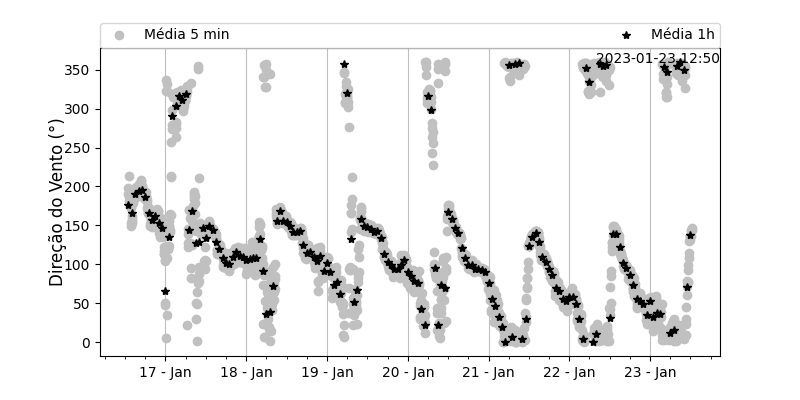 Média 5 min
Média 1h
2023-01-23 12:50
Direção do Vento (°)
350
300
250
200
150
100
50
0
17 - Jan
18 - Jan
19 - Jan
20 - Jan
21 - Jan
22 - Jan
23 - Jan